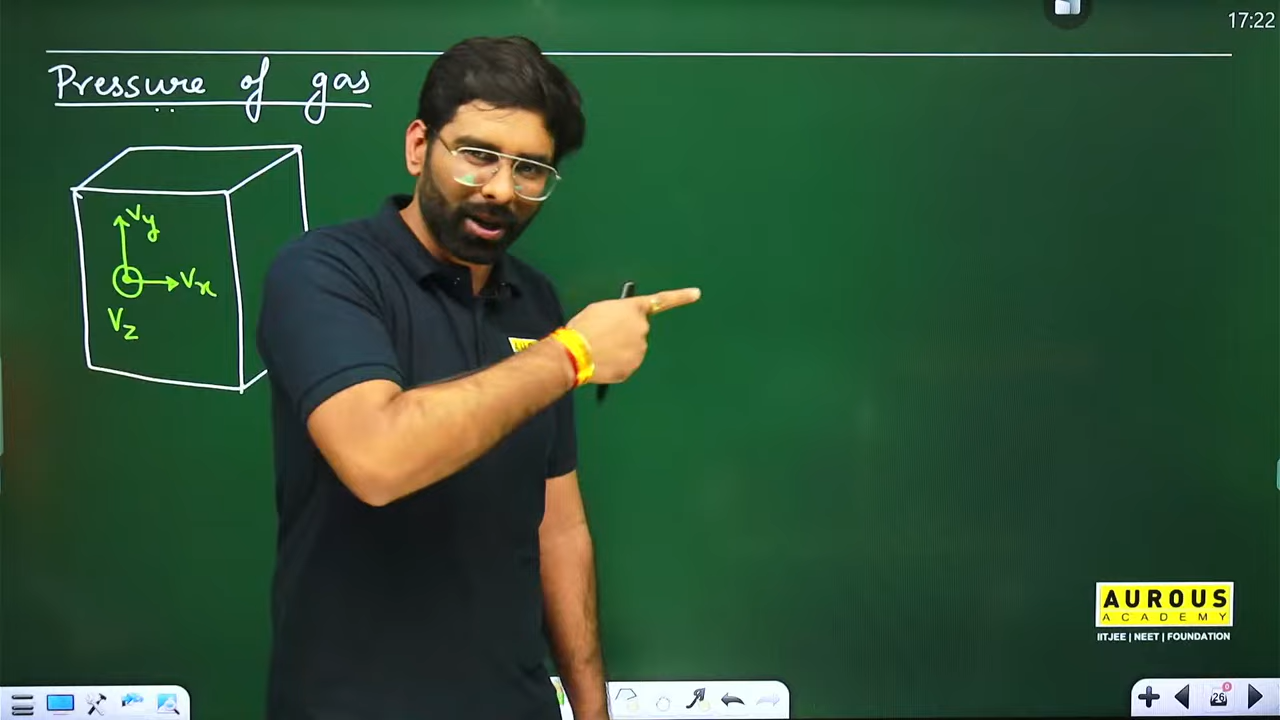 17:22
Pressure of gas
Vy
Vx
Vz
AUROUS
ACADEMY
IITJEE | NEET | FOUNDATION
26